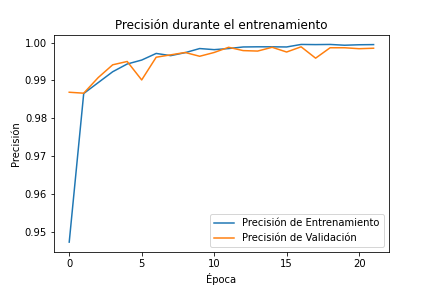 Precisión durante el entrenamiento
1.00
0.99
0.98
0.97
0.96
0.95
Precisión
Precisión de Entrenamiento
Precisión de Validación
0 5 10 15 20
Época